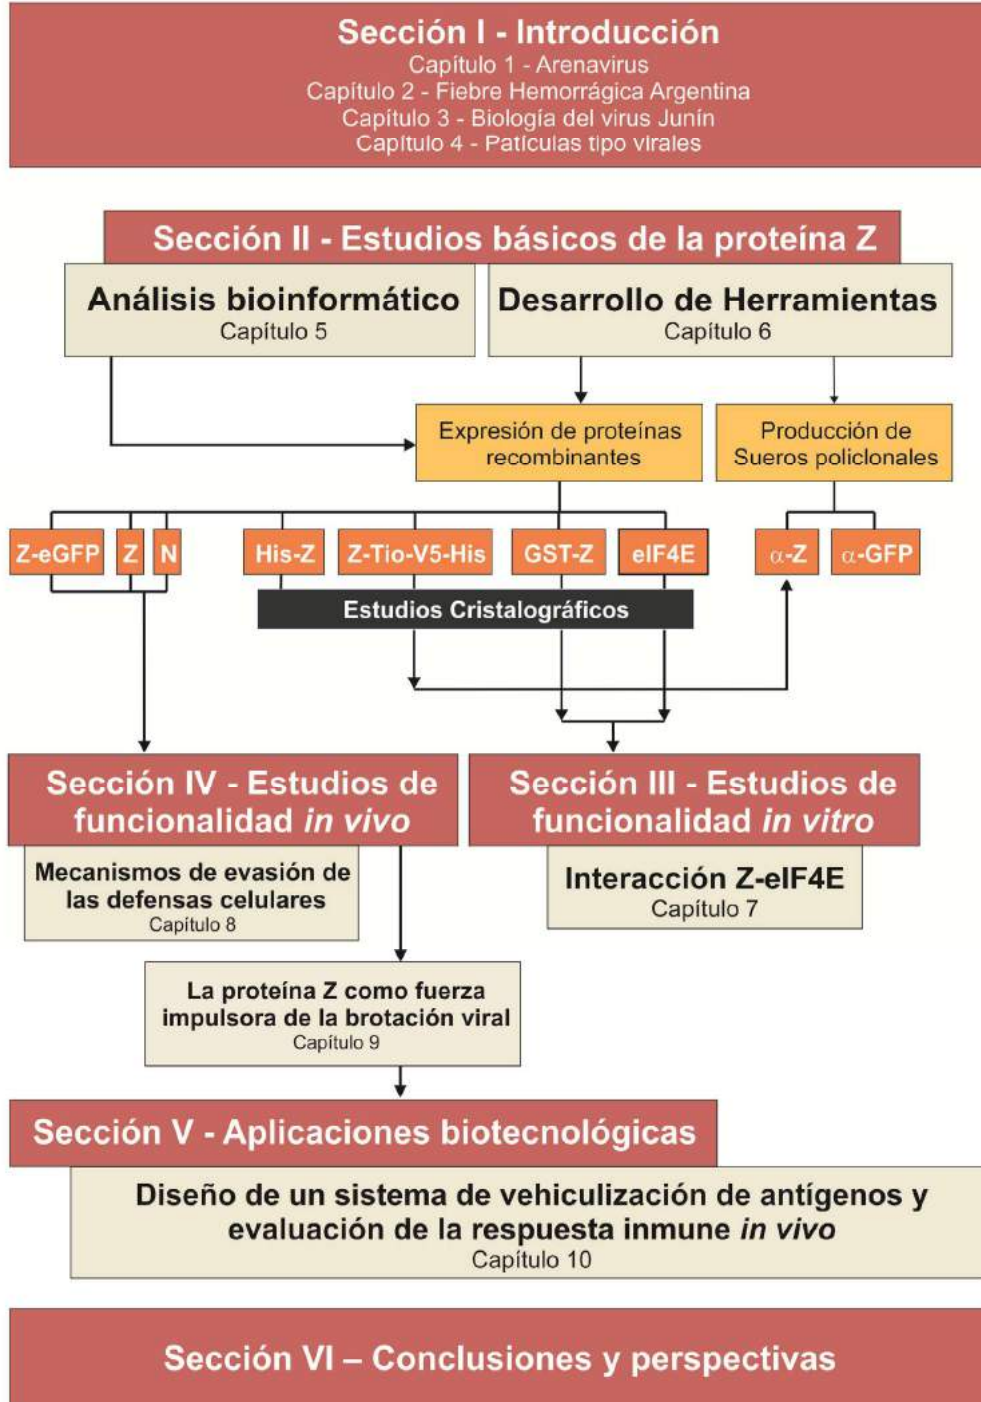 Sección I - Introducción
Capítulo 1 - Arenavirus
Capítulo 2 - Fiebre Hemorrágica Argentina
Capítulo 3 - Biología del virus Junín
Capítulo 4 - Patículas tipo virales
Sección II - Estudios básicos de la proteína Z
Análisis bioinformático
Capítulo 5
Desarrollo de Herramientas
Capítulo 6
Expresión de proteínas
recombinantes
Producción de
Sueros policlonales
Z-eGFP
Z
N
His-Z
Z-Tio-V5-His
GST-Z
eIF4E
α-Z
α-GFP
Estudios Cristalográficos
Sección IV - Estudios de
funcionalidad in vivo
Mecanismos de evasión de
las defensas celulares
Capítulo 8
Sección III - Estudios de
funcionalidad in vitro
Interacción Z-eIF4E
Capítulo 7
La proteína Z como fuerza
impulsora de la brotación viral
Capítulo 9
Sección V - Aplicaciones biotecnológicas
Diseño de un sistema de vehiculización de antígenos y
evaluación de la respuesta inmune in vivo
Capítulo 10
Sección VI – Conclusiones y perspectivas